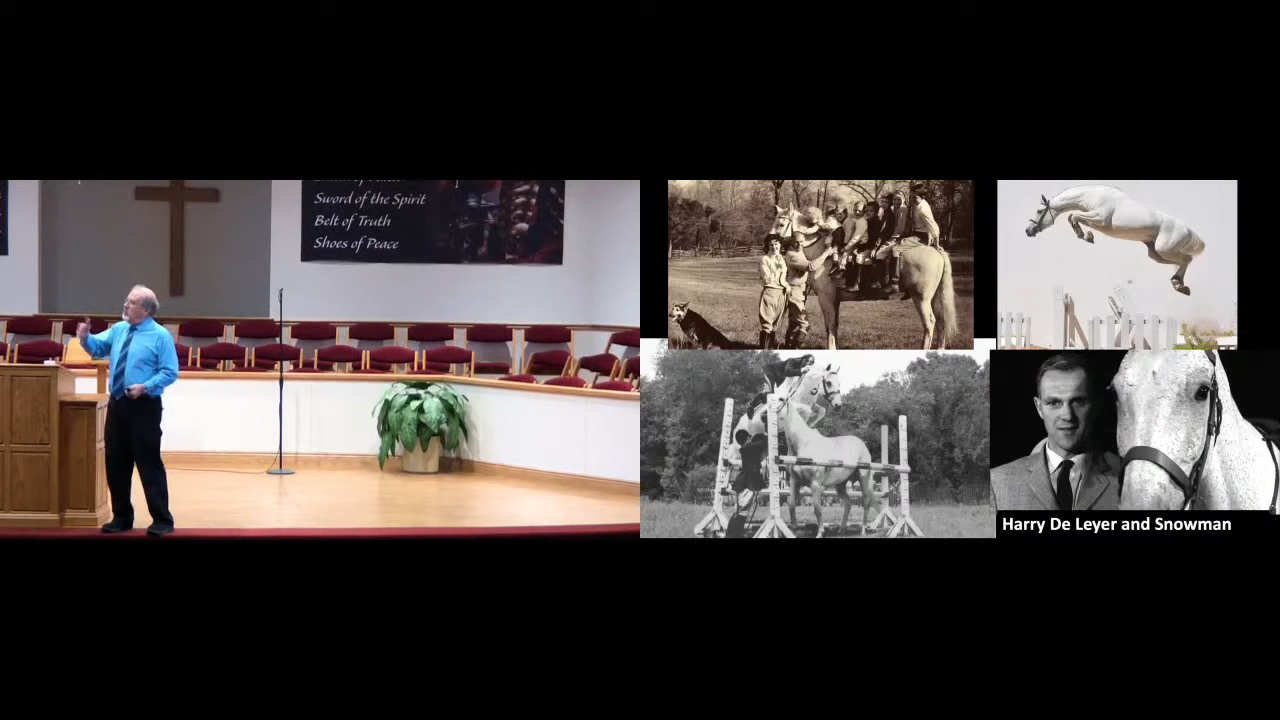 Sword of the Spirit
Belt of Truth
Shoes of Peace
Harry De Leyer and Snowman